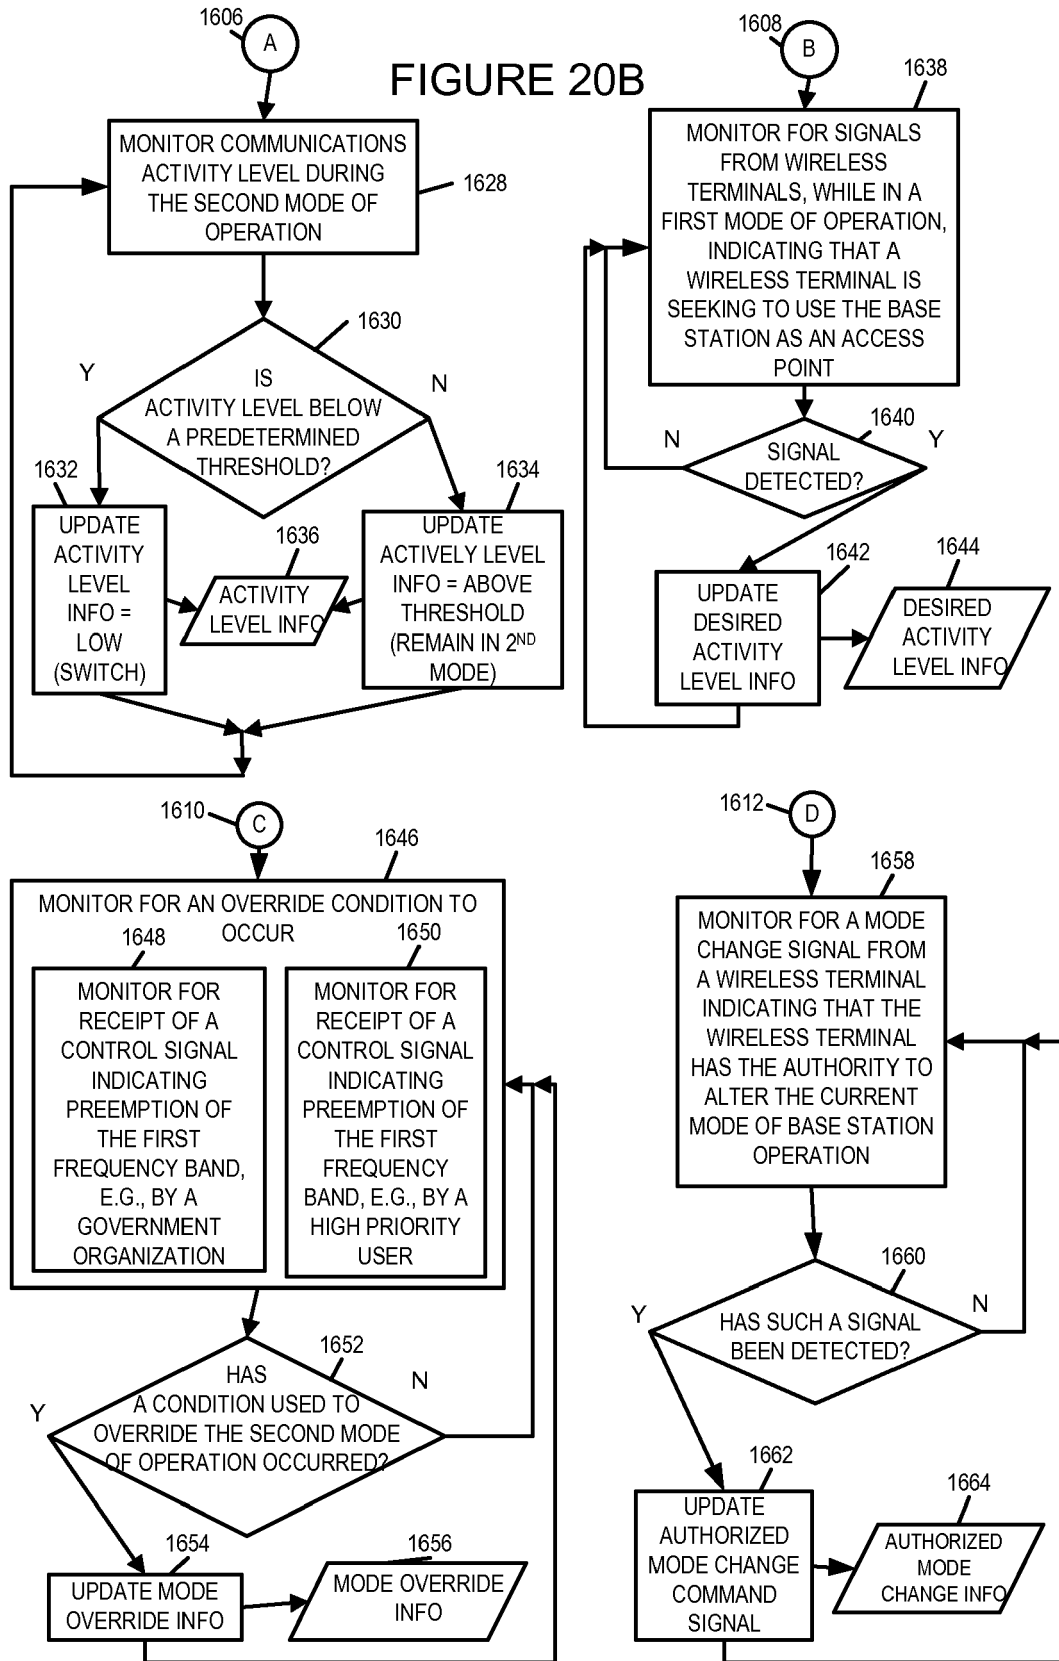 1606
A
FIGURE 20B
MONITOR COMMUNICATIONS
ACTIVITY LEVEL DURING
THE SECOND MODE OF
OPERATION
1628
1630
Y
N
IS
ACTIVITY LEVEL BELOW
A PREDETERMINED
THRESHOLD?
1632
UPDATE
ACTIVITY
LEVEL
INFO =
LOW
(SWITCH)
1636
ACTIVITY
LEVEL INFO
1634
UPDATE
ACTIVELY LEVEL
INFO = ABOVE
THRESHOLD
(REMAIN IN 2ND
MODE)
1608
B
1638
MONITOR FOR SIGNALS
FROM WIRELESS
TERMINALS, WHILE IN A
FIRST MODE OF OPERATION,
INDICATING THAT A
WIRELESS TERMINAL IS
SEEKING TO USE THE BASE
STATION AS AN ACCESS
POINT
1640
N
Y
SIGNAL
DETECTED?
1642
UPDATE
DESIRED
ACTIVITY
LEVEL INFO
1644
DESIRED
ACTIVITY
LEVEL INFO
1610
C
1646
MONITOR FOR AN OVERRIDE CONDITION TO
OCCUR
1648
MONITOR FOR
RECEIPT OF A
CONTROL SIGNAL
INDICATING
PREEMPTION OF
THE FIRST
FREQUENCY BAND,
E.G., BY A
GOVERNMENT
ORGANIZATION
1650
MONITOR FOR
RECEIPT OF A
CONTROL SIGNAL
INDICATING
PREEMPTION OF
THE FIRST
FREQUENCY
BAND, E.G., BY A
HIGH PRIORITY
USER
1652
Y
N
HAS
A CONDITION USED TO
OVERRIDE THE SECOND MODE
OF OPERATION OCCURRED?
1654
UPDATE MODE
OVERRIDE INFO
1656
MODE OVERRIDE
INFO
1612
D
1658
MONITOR FOR A MODE
CHANGE SIGNAL FROM
A WIRELESS TERMINAL
INDICATING THAT THE
WIRELESS TERMINAL
HAS THE AUTHORITY TO
ALTER THE CURRENT
MODE OF BASE STATION
OPERATION
1660
Y
N
HAS SUCH A SIGNAL
BEEN DETECTED?
1662
UPDATE
AUTHORIZED
MODE CHANGE
COMMAND
SIGNAL
1664
AUTHORIZED
MODE
CHANGE INFO